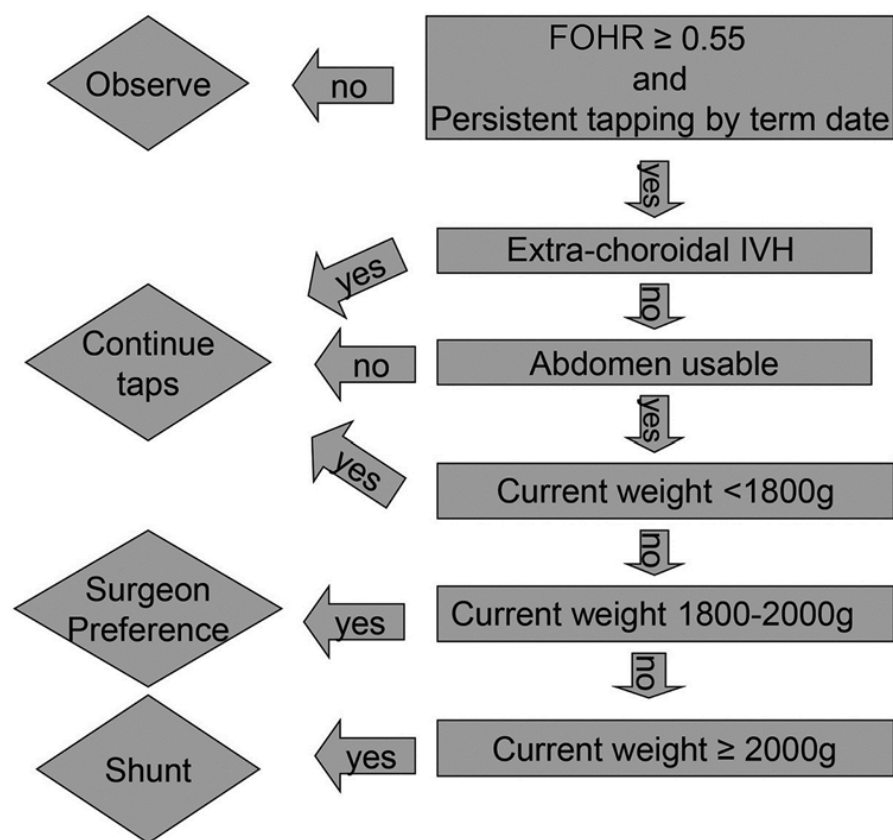 FOHR ≥ 0.55
and
Persistent tapping by term date
no
Observe
yes
Extra-choroidal IVH
yes
no
Continue
taps
Abdomen usable
no
yes
Current weight <1800g
yes
no
Surgeon
Preference
Current weight 1800-2000g
yes
no
Current weight ≥ 2000g
yes
Shunt